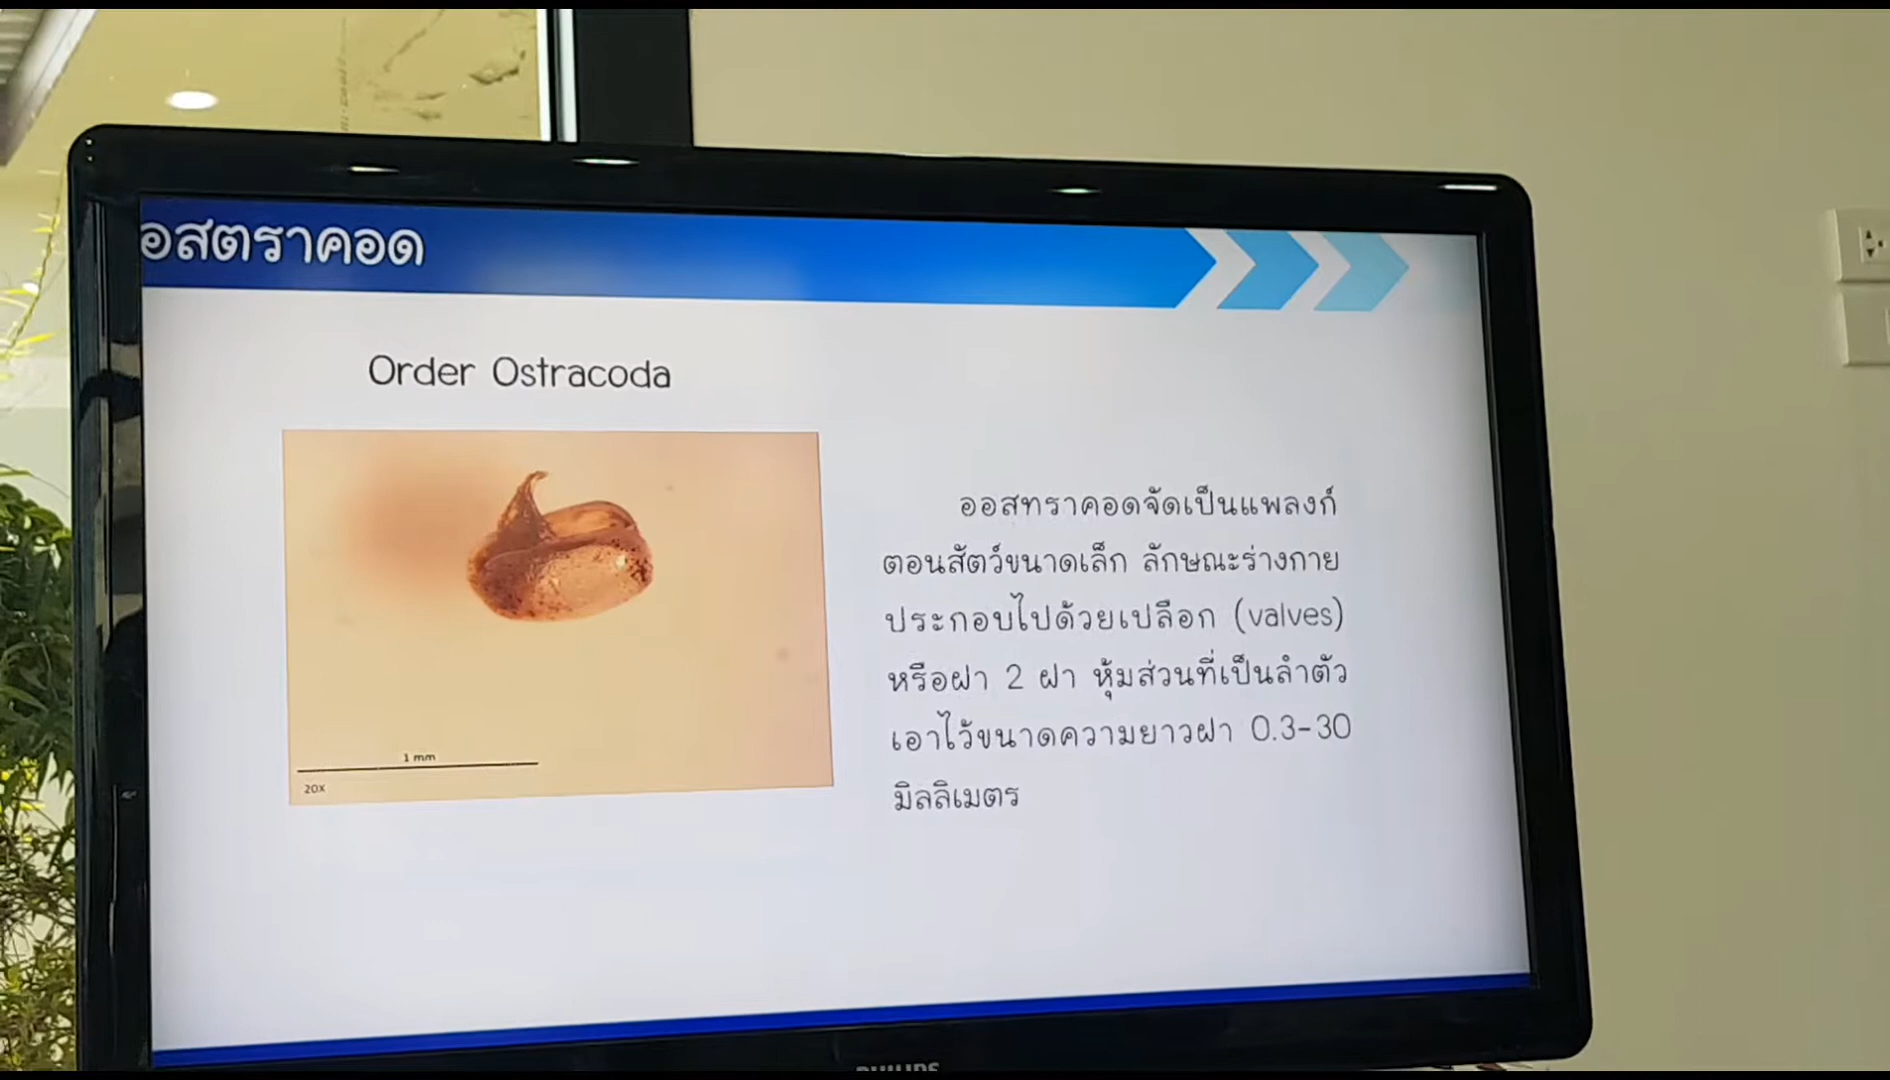 อสตราคอด
Order Ostracoda
1 mm
20x
ออสทราคอดจัดเป็นแพลงก์
ตอนสัตว์ขนาดเล็ก ลักษณะร่างกาย
ประกอบไปด้วยเปลือก (valves)
หรือฝา 2 ฝา หุ้มส่วนที่เป็นลำตัว
เอาไว้ขนาดความยาวฝา 0.3-30
มิลลิเมตร
PHILIPS